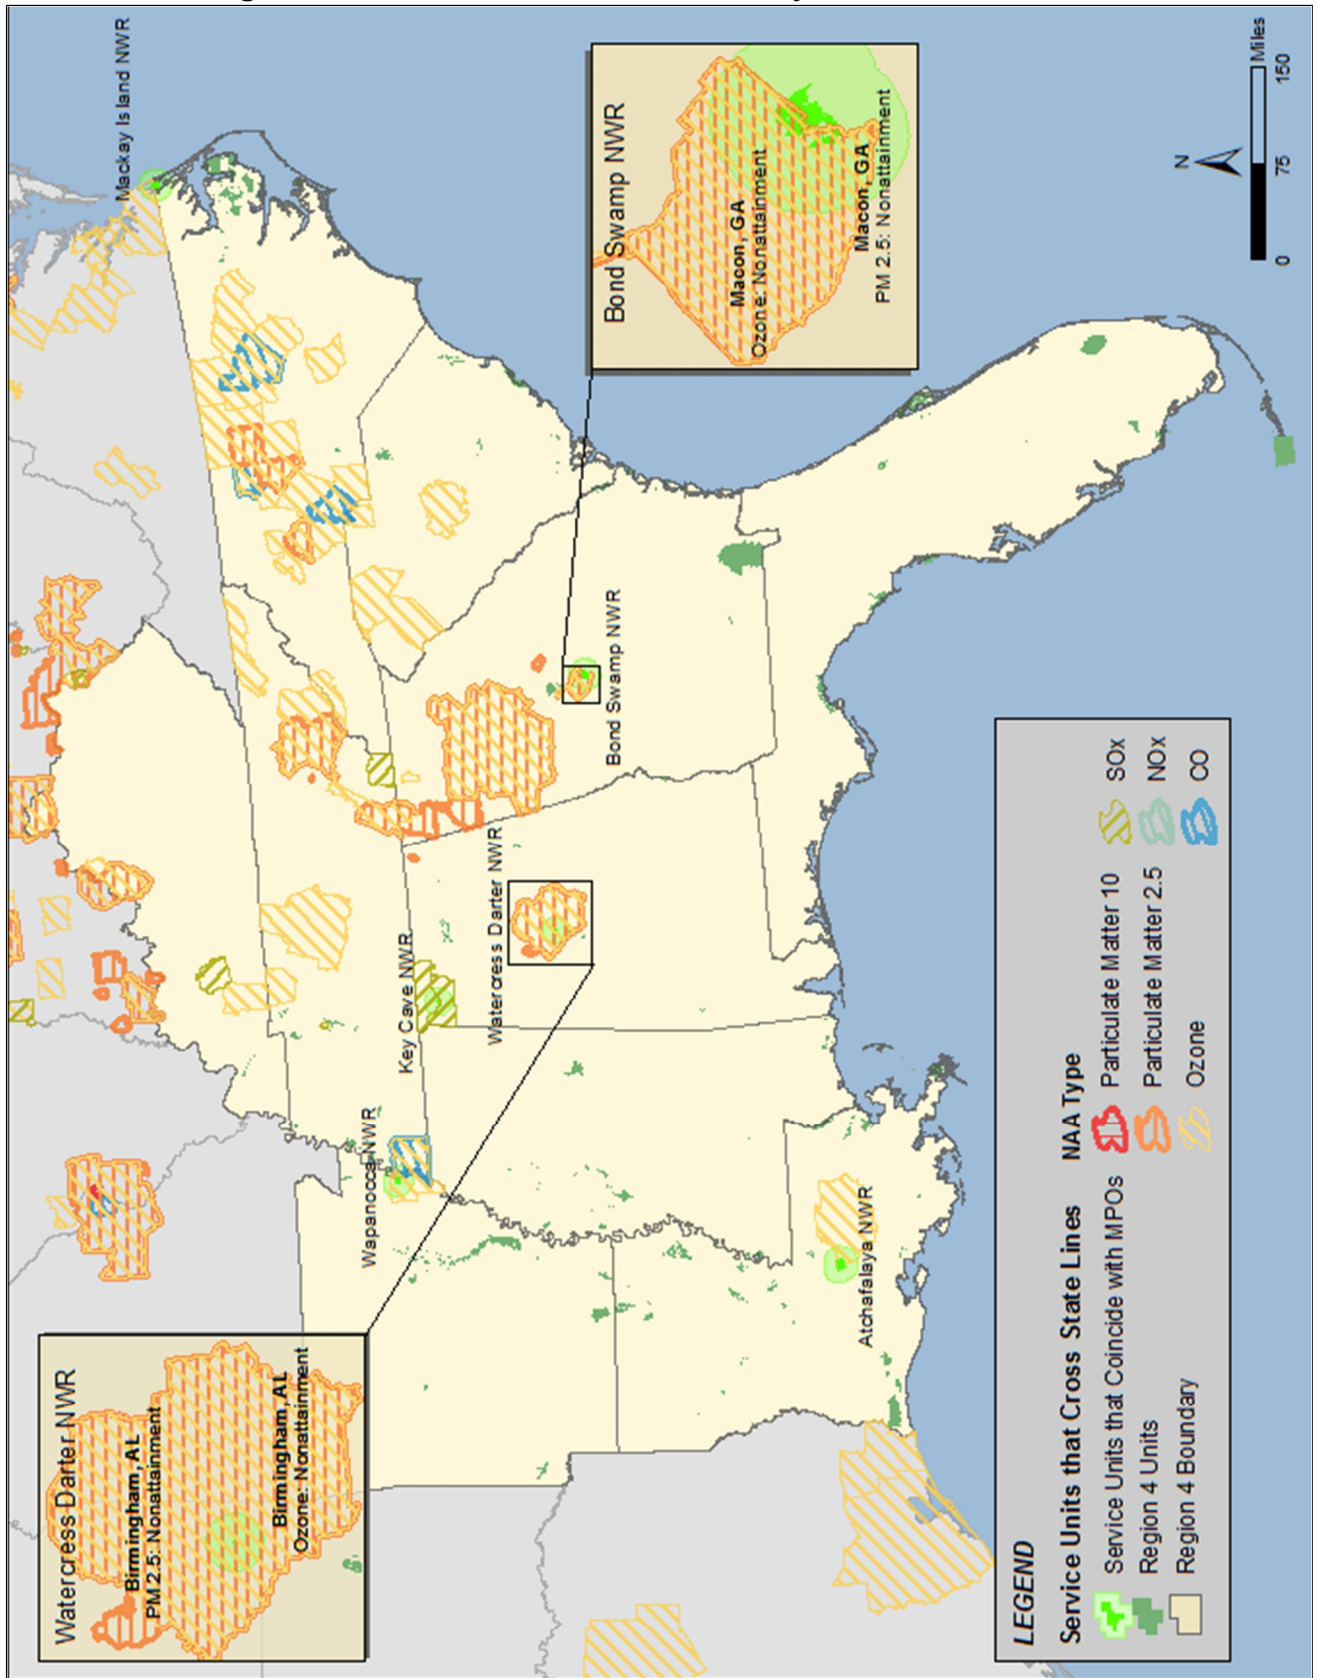 Mackay Island NWR
Bond Swamp NWR
Macon, GA
Ozone: Nonattainment
Macon, GA
PM 2.5: Nonattainment
N
0 75 150
Miles
Watercress Darter NWR
Birmingham, AL
PM 2.5: Nonattainment
Birmingham, AL
Ozone: Nonattainment
Wapanocca NWR
Key Cave NWR
Watercress Darter NWR
Bond Swamp NWR
Atchafalaya NWR
LEGEND
Service Units that Cross State Lines
Service Units that Coincide with MPOs
Region 4 Units
Region 4 Boundary
NAA Type
Particulate Matter 10
Particulate Matter 2.5
Ozone
SOx
NOx
CO